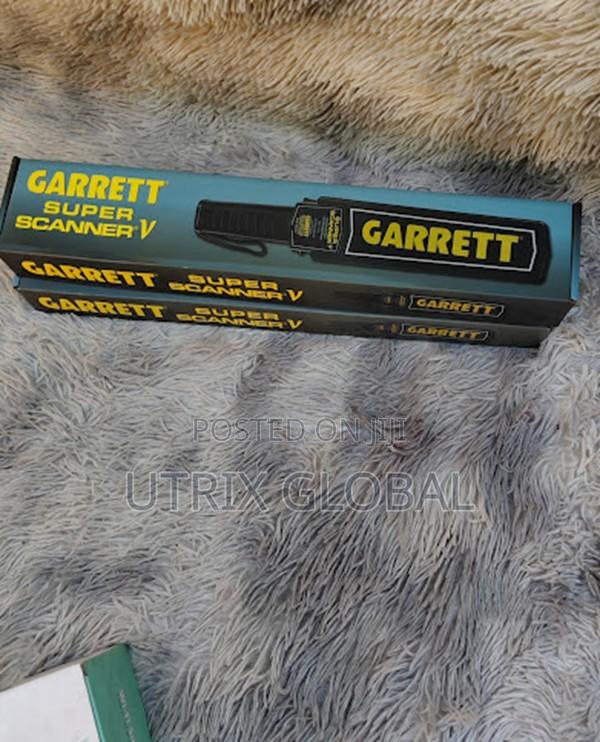 GARRETT
SUPER
SCANNER V
GARRETT
GARRETT SUPER
SCANNER V
GARRETT
GARRETT SUPER
SCANNER V
GARRETT
POSTED ON JIJI
UTRIX GLOBAL